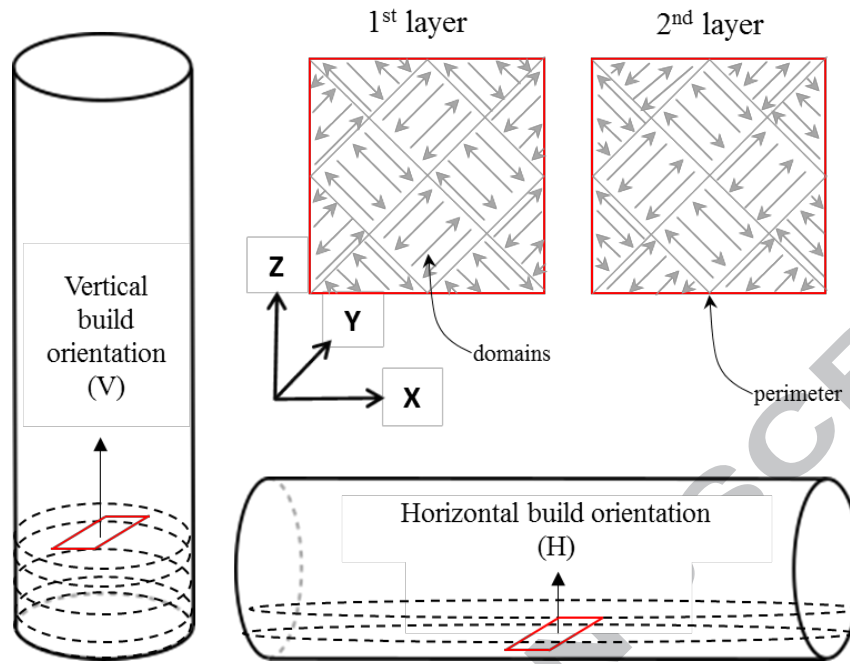 1st layer
2nd layer
Vertical
build
orientation
(V)
Z
Y
X
domains
perimeter
Horizontal build orientation
(H)